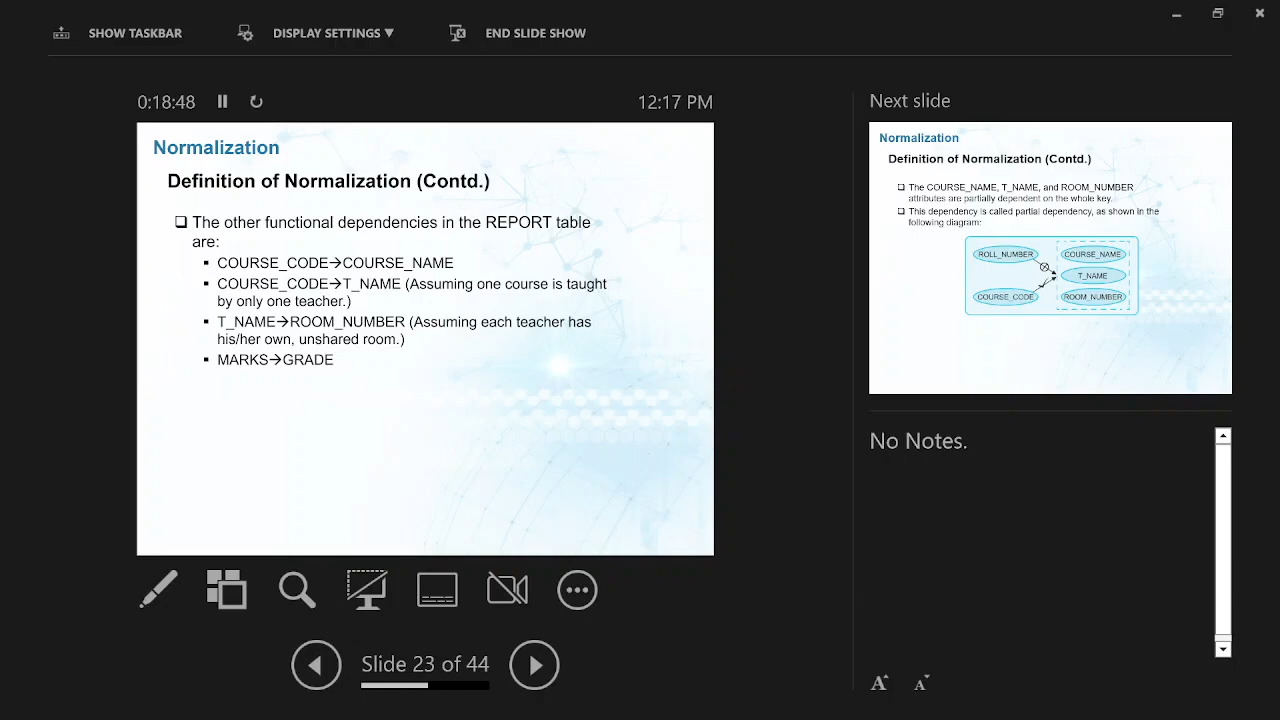 SHOW TASKBAR
DISPLAY SETTINGS ▼
END SLIDE SHOW
0:18:48
12:17 PM
Normalization
Definition of Normalization (Contd.)
❑ The other functional dependencies in the REPORT table
are:
▪ COURSE_CODE→COURSE_NAME
▪ COURSE_CODE→T_NAME (Assuming one course is taught
by only one teacher.)
▪ T_NAME→ROOM_NUMBER (Assuming each teacher has
his/her own, unshared room.)
▪ MARKS→GRADE
Slide 23 of 44
Next slide
Normalization
Definition of Normalization (Contd.)
❑ The COURSE_NAME, T_NAME, and ROOM_NUMBER
attributes are partially dependent on the whole key.
❑ This dependency is called partial dependency, as shown in the
following diagram:
ROLL_NUMBER
COURSE_NAME
T_NAME
COURSE_CODE
ROOM_NUMBER
No Notes.
A A